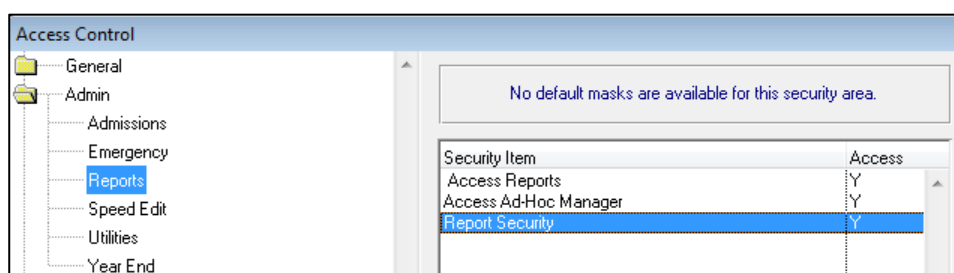 Access Control
General
Admin
Admissions
Emergency
Reports
Speed Edit
Utilities
Year End
No default masks are available for this security area.
Security Item Access
Access Reports Y
Access Ad-Hoc Manager Y
Report Security Y